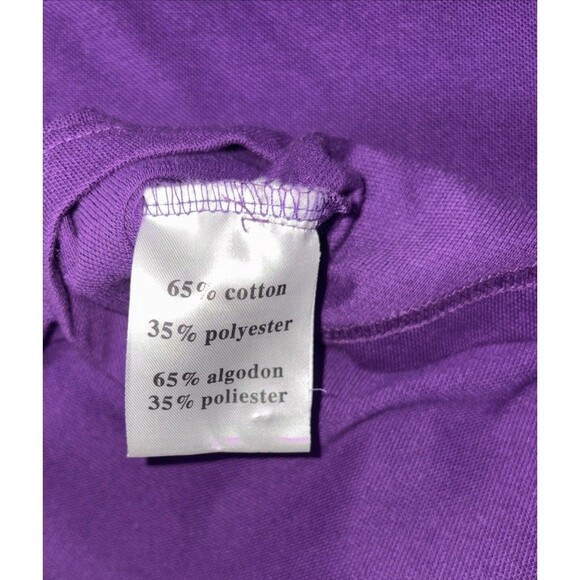 65% cotton
35% polyester
65% algodon
35% poliester